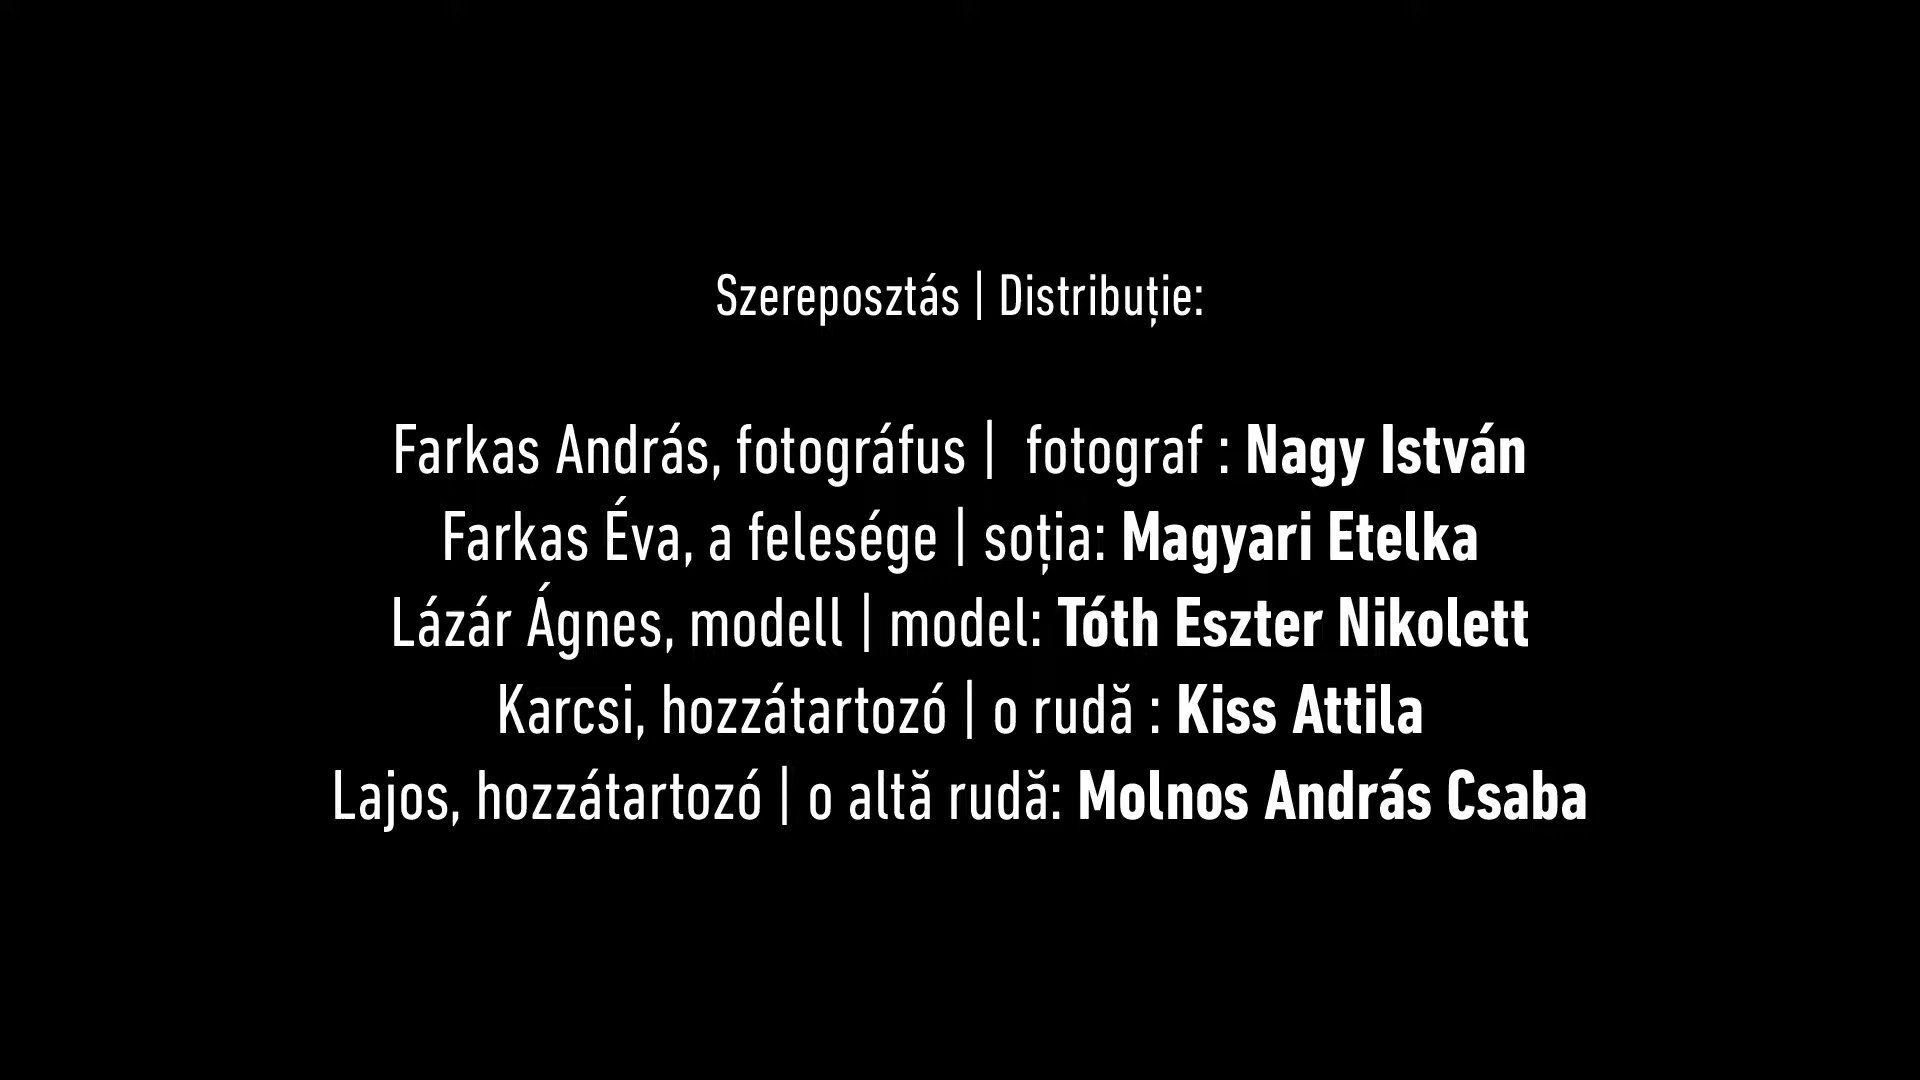 Szereposztás | Distribuție:
Farkas András, fotográfus | fotograf : Nagy István
Farkas Éva, a felesége | soția: Magyari Etelka
Lázár Ágnes, modell | model: Tóth Eszter Nikolett
Karcsi, hozzátartozó | o rudă : Kiss Attila
Lajos, hozzátartozó | o altă rudă: Molnos András Csaba